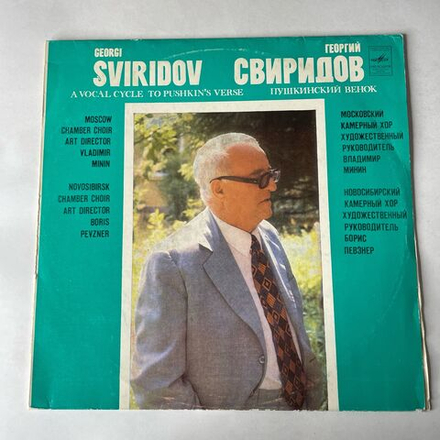 GEORGI
SVIRIDOV
A VOCAL CYCLE TO PUSHKIN'S VERSE
ГЕОРГИЙ
СВИРИДОВ
ПУШКИНСКИЙ ВЕНОК
MOSCOW
CHAMBER CHOIR
ART DIRECTOR
VLADIMIR
MININ
NOVOSIBIRSK
CHAMBER CHOIR
ART DIRECTOR
BORIS
PEVZNER
МОСКОВСКИЙ
КАМЕРНЫЙ ХОР
ХУДОЖЕСТВЕННЫЙ
РУКОВОДИТЕЛЬ
ВЛАДИМИР
МИНИН
НОВОСИБИРСКИЙ
КАМЕРНЫЙ ХОР
ХУДОЖЕСТВЕННЫЙ
РУКОВОДИТЕЛЬ
БОРИС
ПЕВЗНЕР